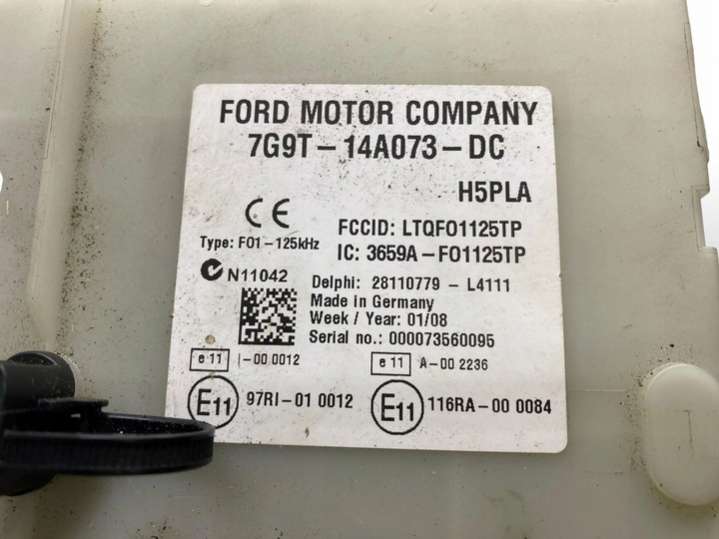 FORD MOTOR COMPANY
7G9T-14A073-DC
H5PLA
CE
FCCID: LTQFO1125TP
Type: FO1-125kHz
IC: 3659A-FO1125TP
N11042
Delphi: 28110779 - L4111
Made in Germany
Week / Year: 01/08
Serial no.: 000073560095
e 11 I-00 0012
e 11 A-00 2236
E11 97RI-01 0012
E11 116RA-00 0084